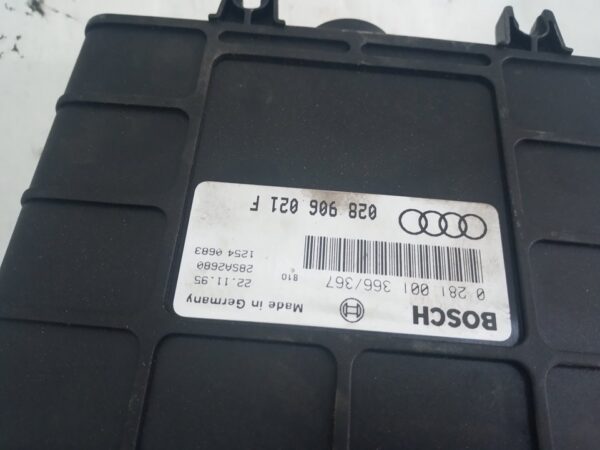 BOSCH
Made in Germany
0 281 001 366/367
22.11.95
810
28SA2680
1254 0683
028 906 021 F